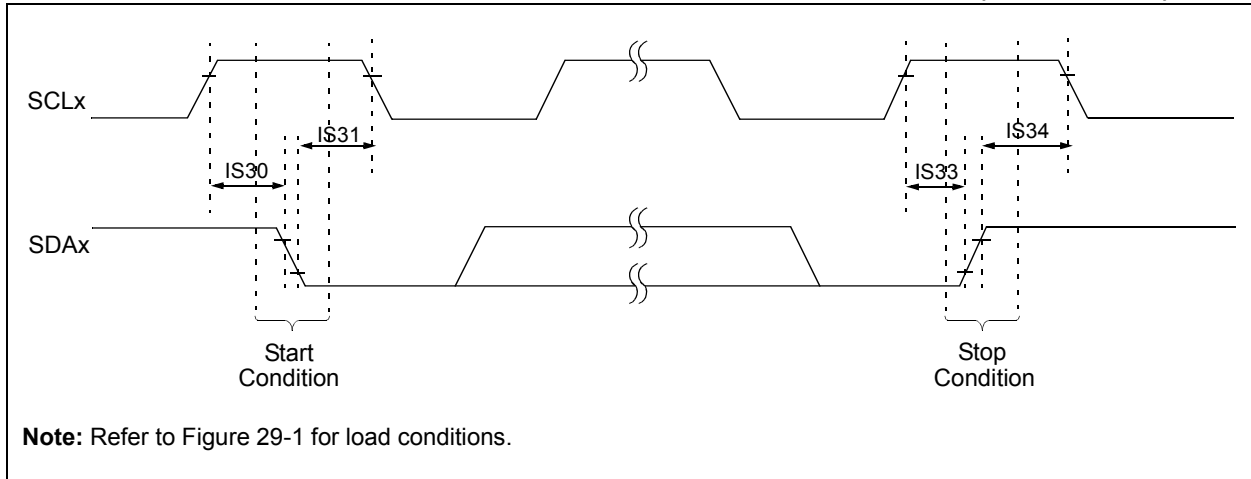 SCLx
IS31
IS34
IS30
IS33
SDAx
Start
Condition
Stop
Condition
Note: Refer to Figure 29-1 for load conditions.